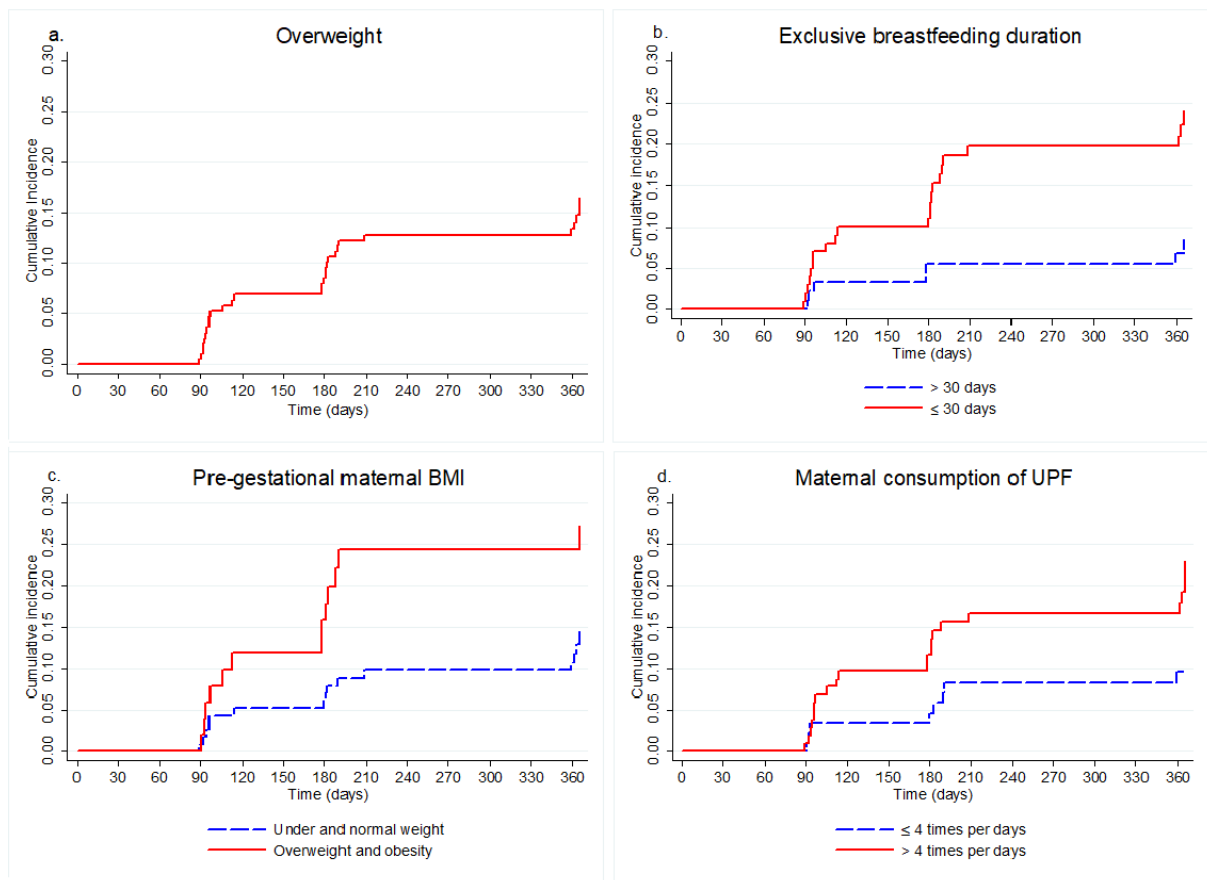 a.
Overweight
Cumulative Incidence
0.30
0.25
0.20
0.15
0.10
0.05
0.00
0 30 60 90 120 150 180 210 240 270 300 330 360
Time (days)
b.
Exclusive breastfeeding duration
Cumulative incidence
0.30
0.25
0.20
0.15
0.10
0.05
0.00
0 30 60 90 120 150 180 210 240 270 300 330 360
Time (days)
> 30 days
≤ 30 days
c.
Pre-gestational maternal BMI
Cumulative incidence
0.30
0.25
0.20
0.15
0.10
0.05
0.00
0 30 60 90 120 150 180 210 240 270 300 330 360
Time (days)
Under and normal weight
Overweight and obesity
d.
Maternal consumption of UPF
Cumulative incidence
0.30
0.25
0.20
0.15
0.10
0.05
0.00
0 30 60 90 120 150 180 210 240 270 300 330 360
Time (days)
≤ 4 times per days
> 4 times per days